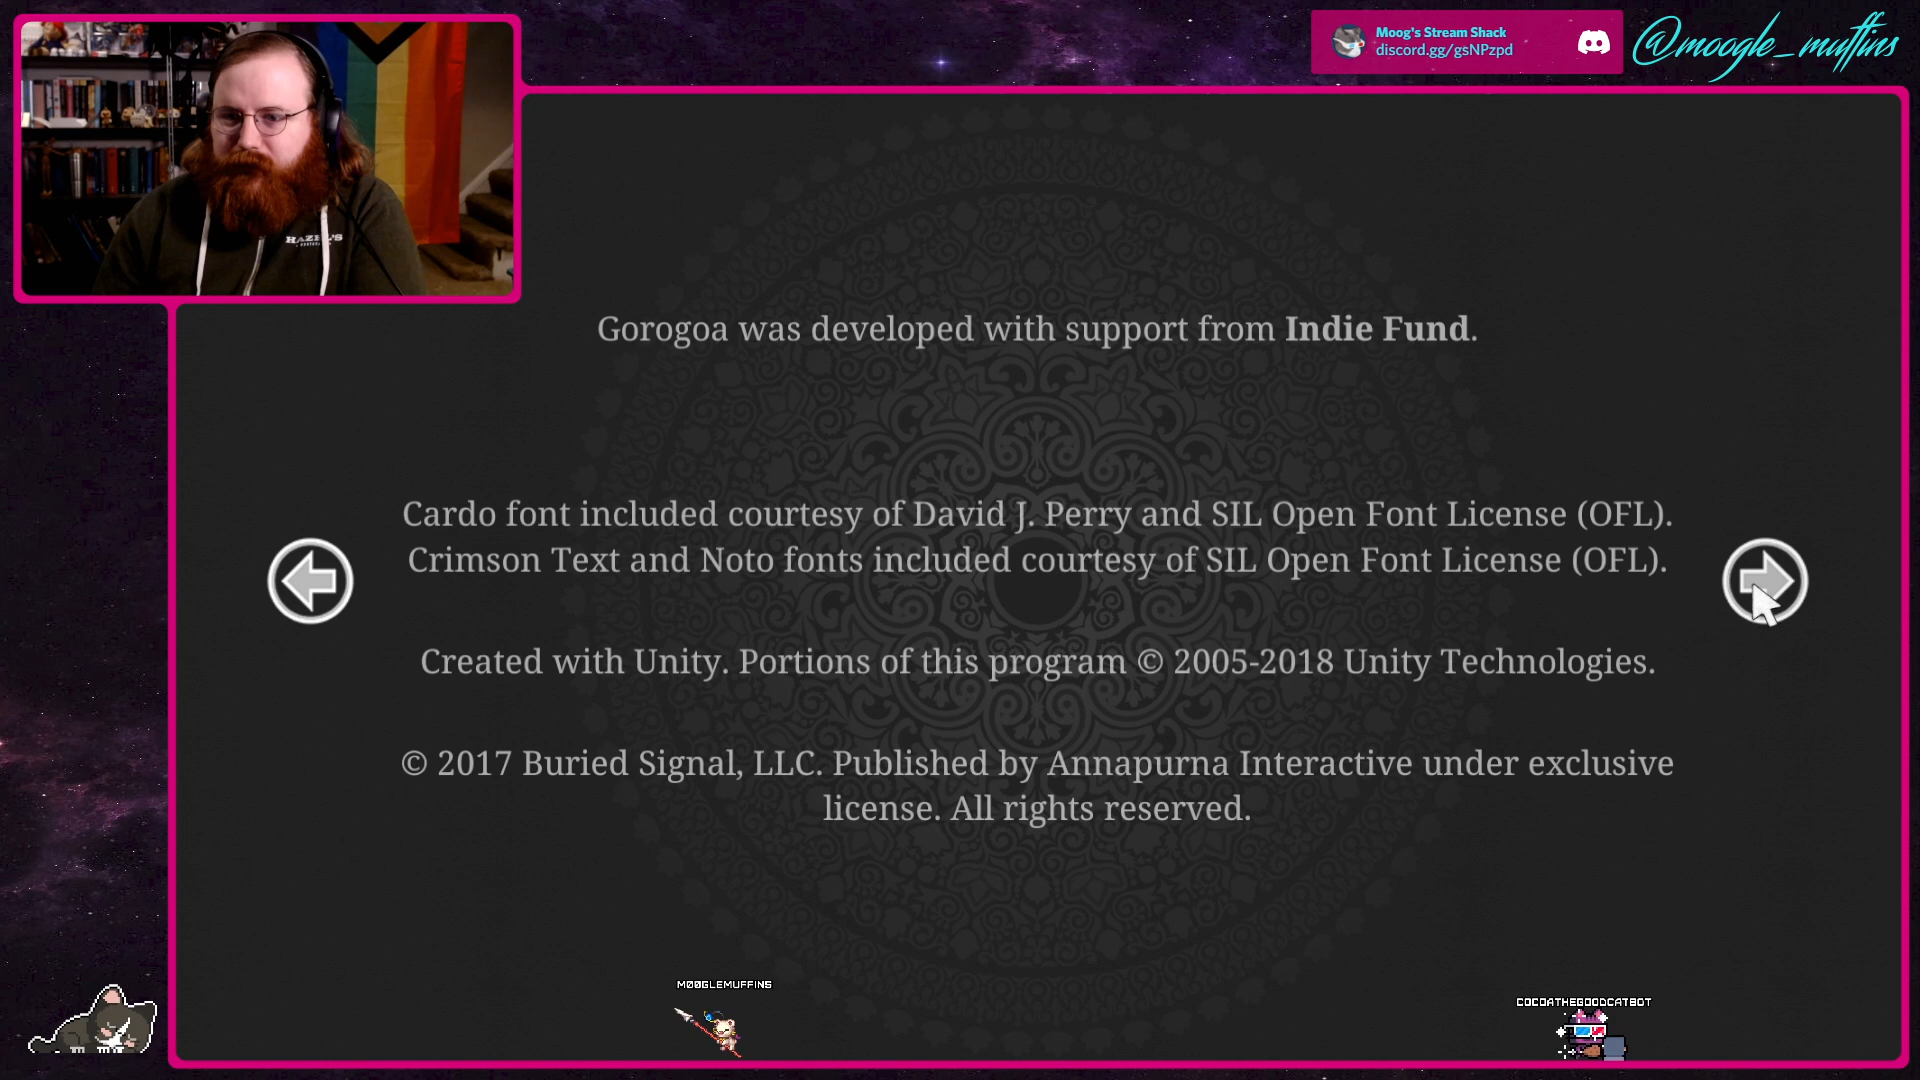 Moog's Stream Shack
discord.gg/gsNPzpd
@moogle_muffins
HAZEL'S
Gorogoa was developed with support from Indie Fund.
Cardo font included courtesy of David J. Perry and SIL Open Font License (OFL).
Crimson Text and Noto fonts included courtesy of SIL Open Font License (OFL).
Created with Unity. Portions of this program © 2005-2018 Unity Technologies.
© 2017 Buried Signal, LLC. Published by Annapurna Interactive under exclusive
license. All rights reserved.
M00GLEMUFFINS
COCOATHEGOODCATBOT